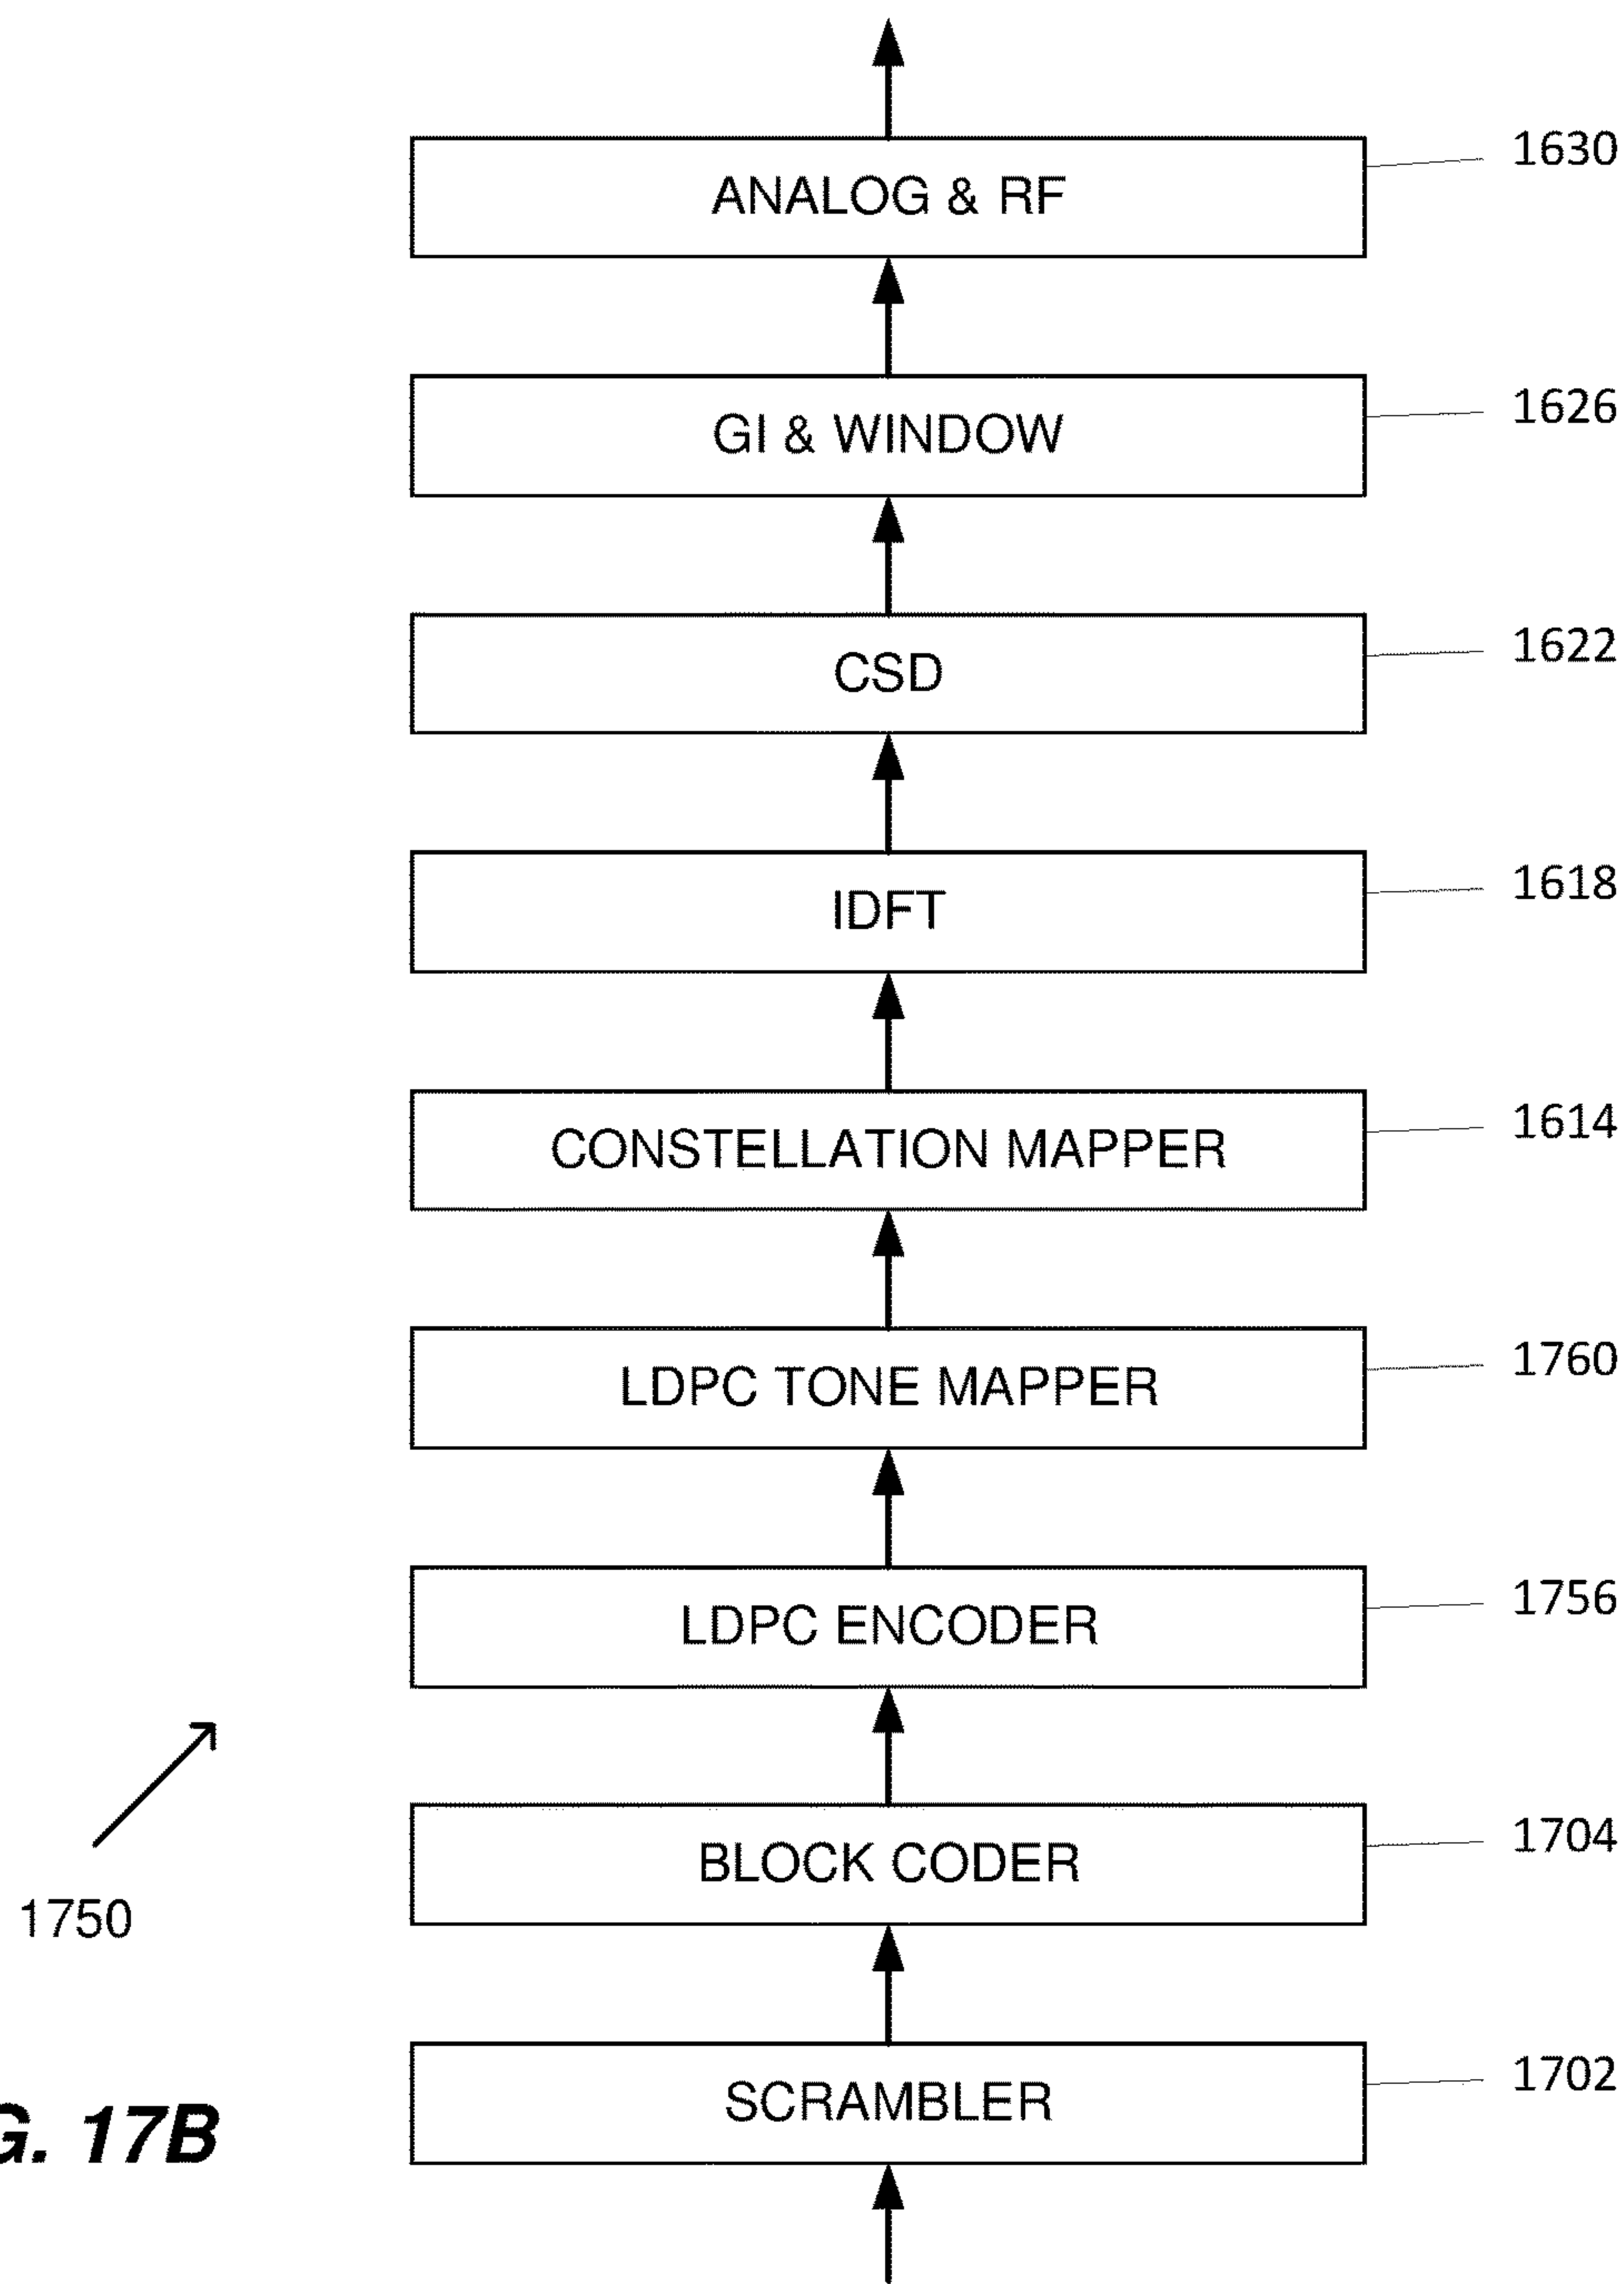 ANALOG & RF 1630
GI & WINDOW 1626
CSD 1622
IDFT 1618
CONSTELLATION MAPPER 1614
LDPC TONE MAPPER 1760
LDPC ENCODER 1756
BLOCK CODER 1704
1750
SCRAMBLER 1702
G. 17B